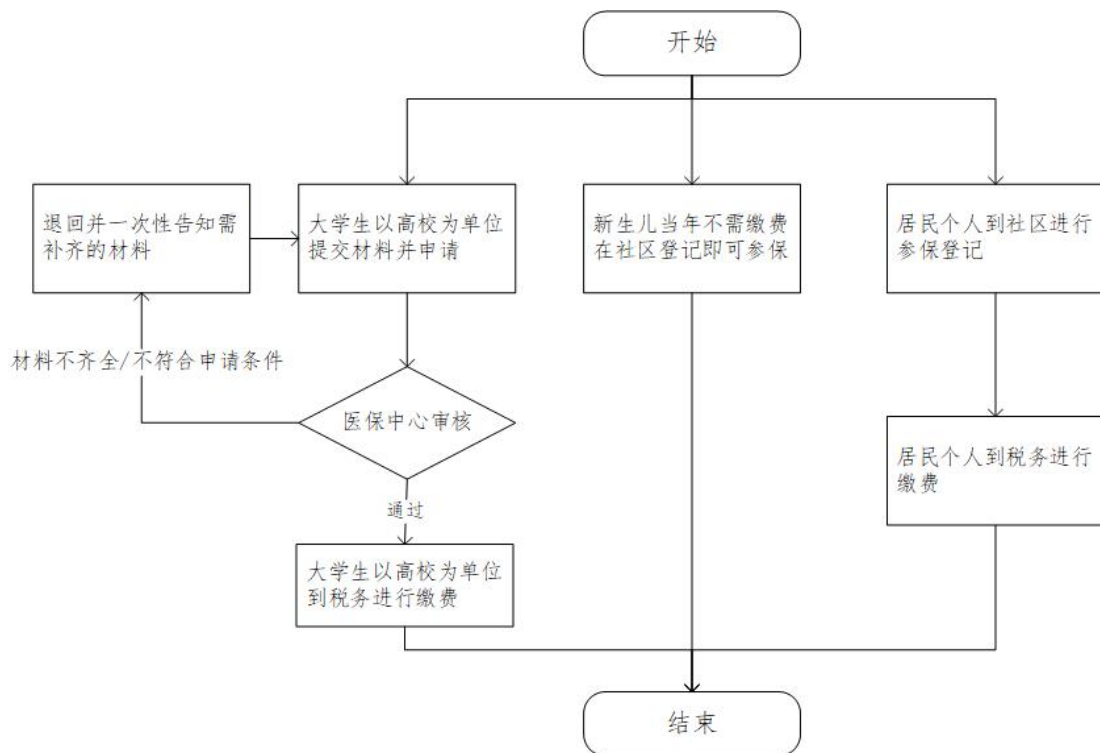 开始
退回并一次性告知需
补齐的材料
大学生以高校为单位
提交材料并申请
新生儿当年不需缴费
在社区登记即可参保
居民个人到社区进行
参保登记
材料不齐全/不符合申请条件
医保中心审核
居民个人到税务进行
缴费
通过
大学生以高校为单位
到税务进行缴费
结束